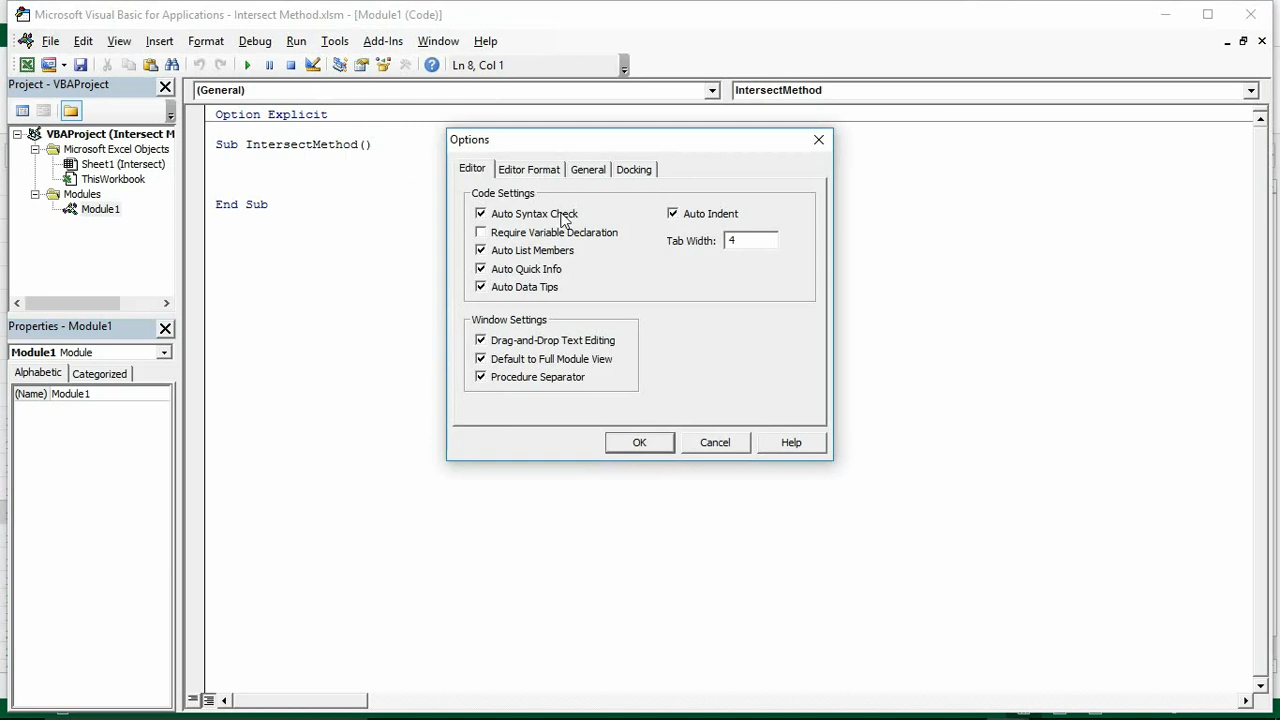 Microsoft Visual Basic for Applications - Intersect Method.xlsm - [Module1 (Code)]
File Edit View Insert Format Debug Run Tools Add-Ins Window Help
Ln 8, Col 1
Project - VBAProject
(General)
IntersectMethod
VBAProject (Intersect M
Microsoft Excel Objects
Sheet1 (Intersect)
ThisWorkbook
Modules
Module1
Properties - Module1
Module1 Module
Alphabetic
Categorized
(Name)
Module1
Option Explicit
Sub IntersectMethod()
End Sub
Options
Editor
Editor Format
General
Docking
Code Settings
Auto Syntax Check
Require Variable Declaration
Auto List Members
Auto Quick Info
Auto Data Tips
Auto Indent
Tab Width:
4
Window Settings
Drag-and-Drop Text Editing
Default to Full Module View
Procedure Separator
OK
Cancel
Help